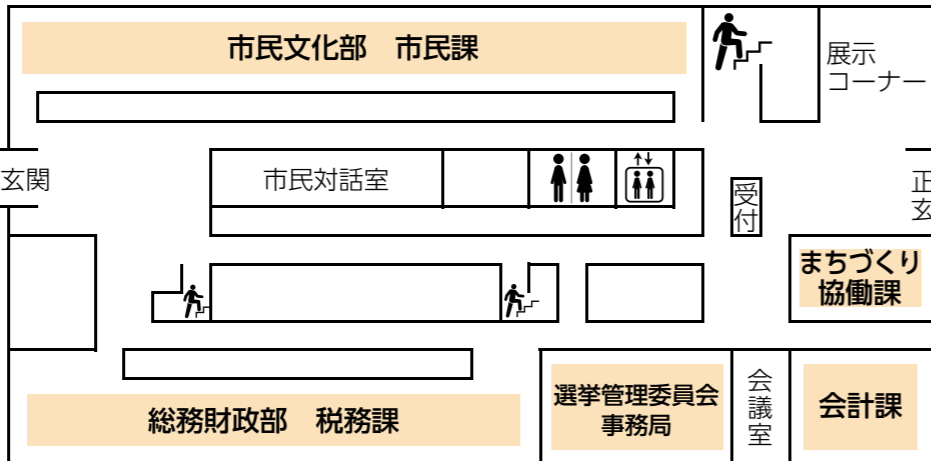 市民文化部　市民課
展示
コーナー
玄関
市民対話室
受付
正
玄
まちづくり
協働課
総務財政部　税務課
選挙管理委員会
事務局
会議室
会計課